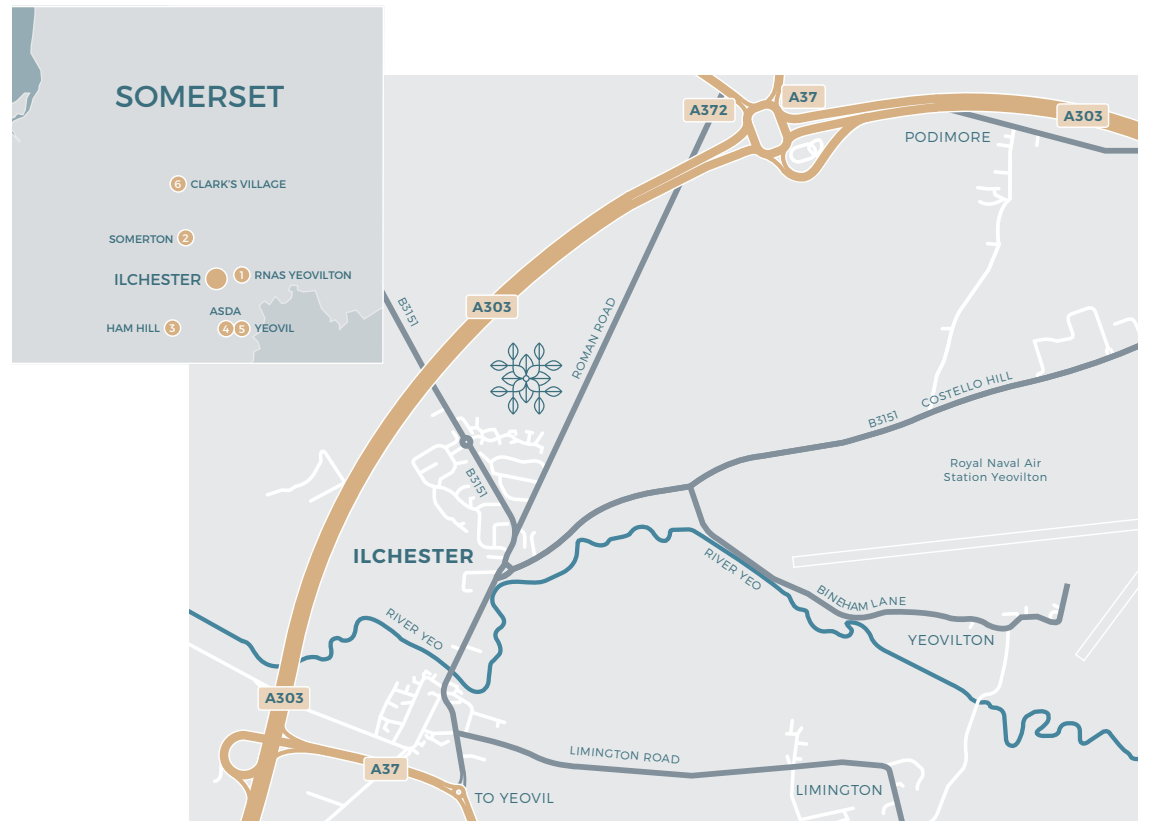 SOMERSET
6 CLARK'S VILLAGE
SOMERTON 2
ILCHESTER
1 RNAS YEOVILTON
ASDA
HAM HILL 3
4 5 YEOVIL
A372
A37
A303
PODIMORE
B3151
A303
ROMAN ROAD
COSTELLO HILL
B3151
Royal Naval Air
Station Yeovilton
B3151
ILCHESTER
RIVER YEO
BINEHAM LANE
RIVER YEO
YEOVILTON
A303
LIMINGTON ROAD
A37
LIMINGTON
TO YEOVIL